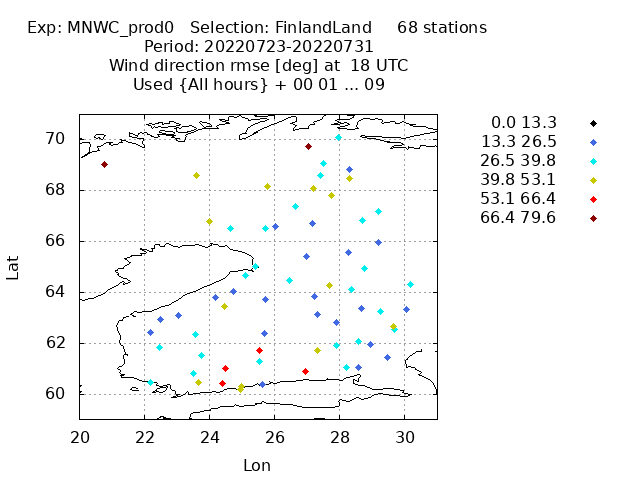 Exp: MNWC_prod0   Selection: FinlandLand     68 stations
Period: 20220723-20220731
Wind direction rmse [deg] at  18 UTC
Used {All hours} + 00 01 ... 09
0.0 13.3
13.3 26.5
26.5 39.8
39.8 53.1
53.1 66.4
66.4 79.6
70
68
66
64
62
60
Lat
20 22 24 26 28 30
Lon